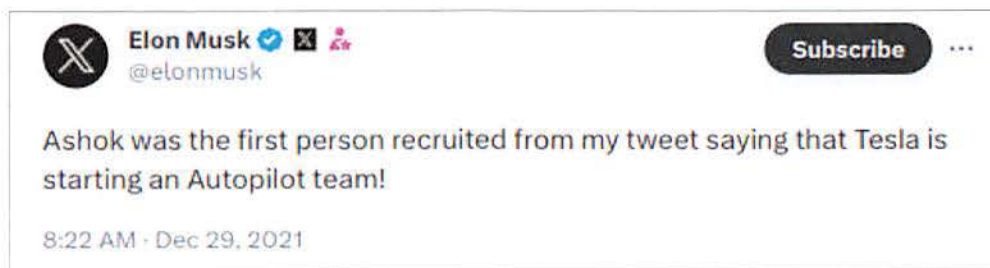 Elon Musk
@elonmusk
Subscribe
Ashok was the first person recruited from my tweet saying that Tesla is
starting an Autopilot team!
8:22 AM · Dec 29, 2021